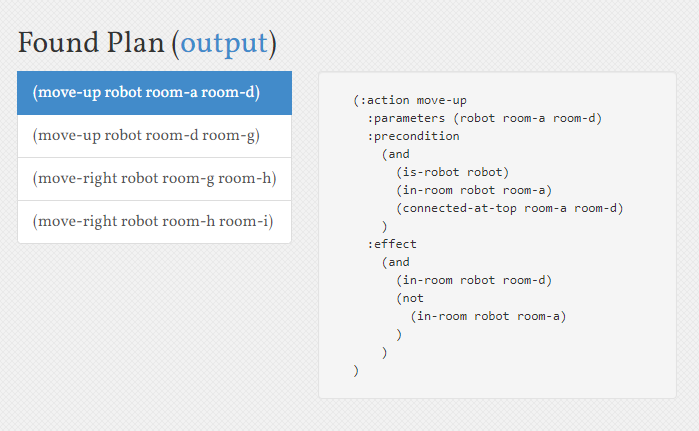 Found Plan (output)
(move-up robot room-a room-d)
(move-up robot room-d room-g)
(move-right robot room-g room-h)
(move-right robot room-h room-i)
(:action move-up
  :parameters (robot room-a room-d)
  :precondition
    (and
      (is-robot robot)
      (in-room robot room-a)
      (connected-at-top room-a room-d)
    )
  :effect
    (and
      (in-room robot room-d)
      (not
        (in-room robot room-a)
      )
    )
)